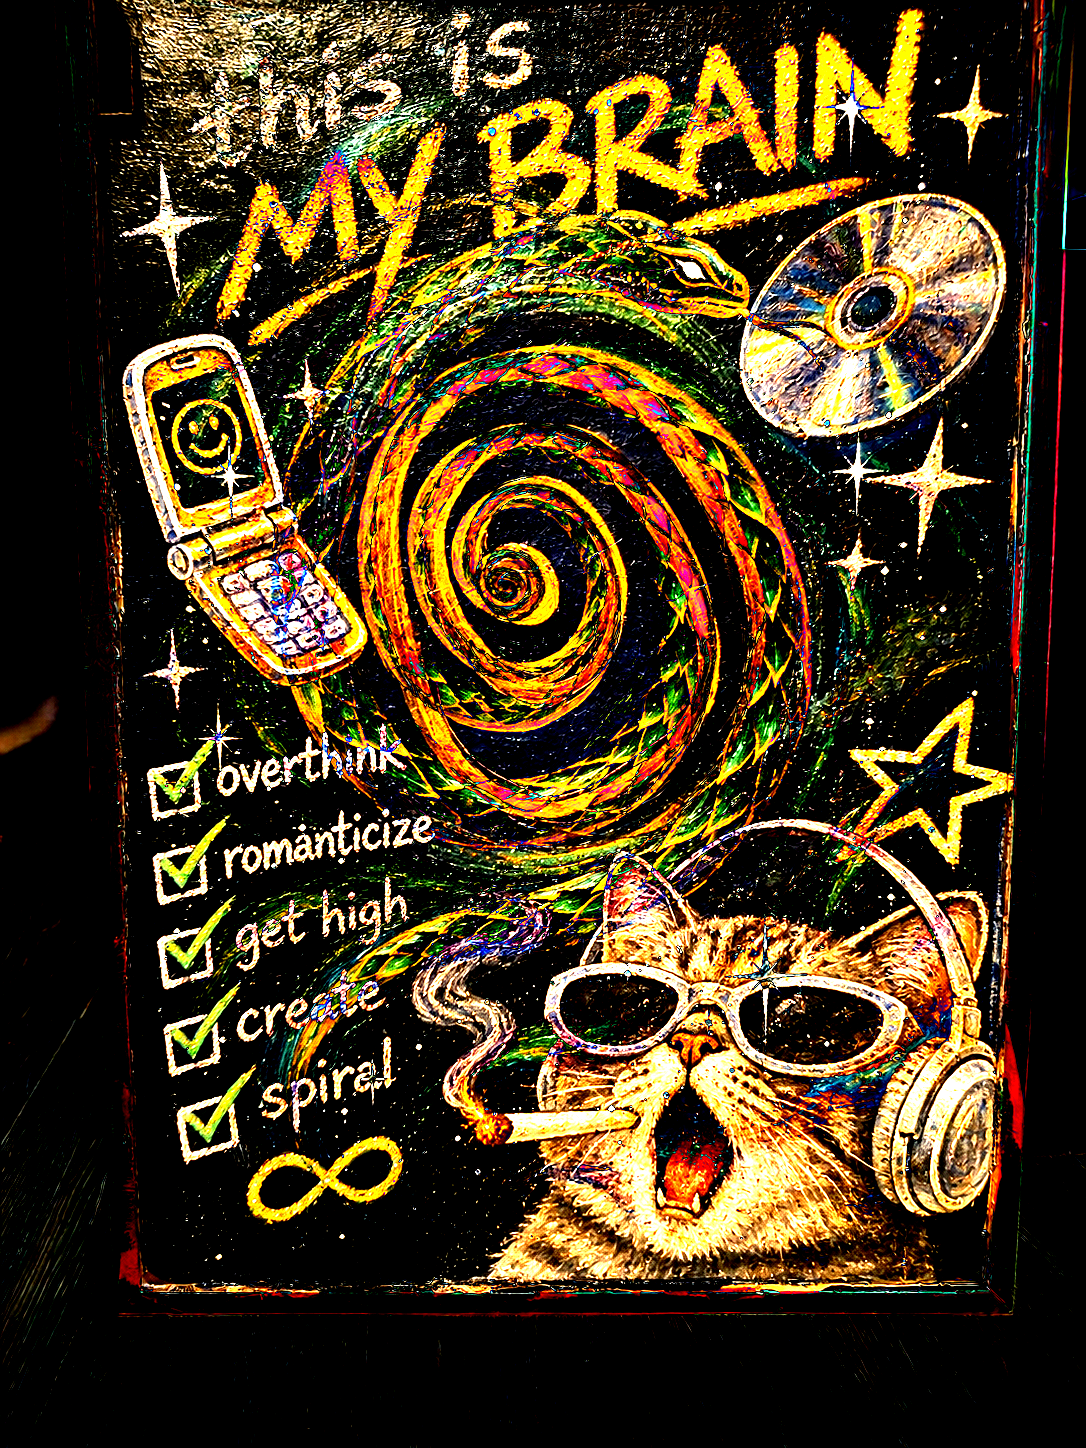 this is
MY BRAIN
overthink
romanticize
get high
create
spiral